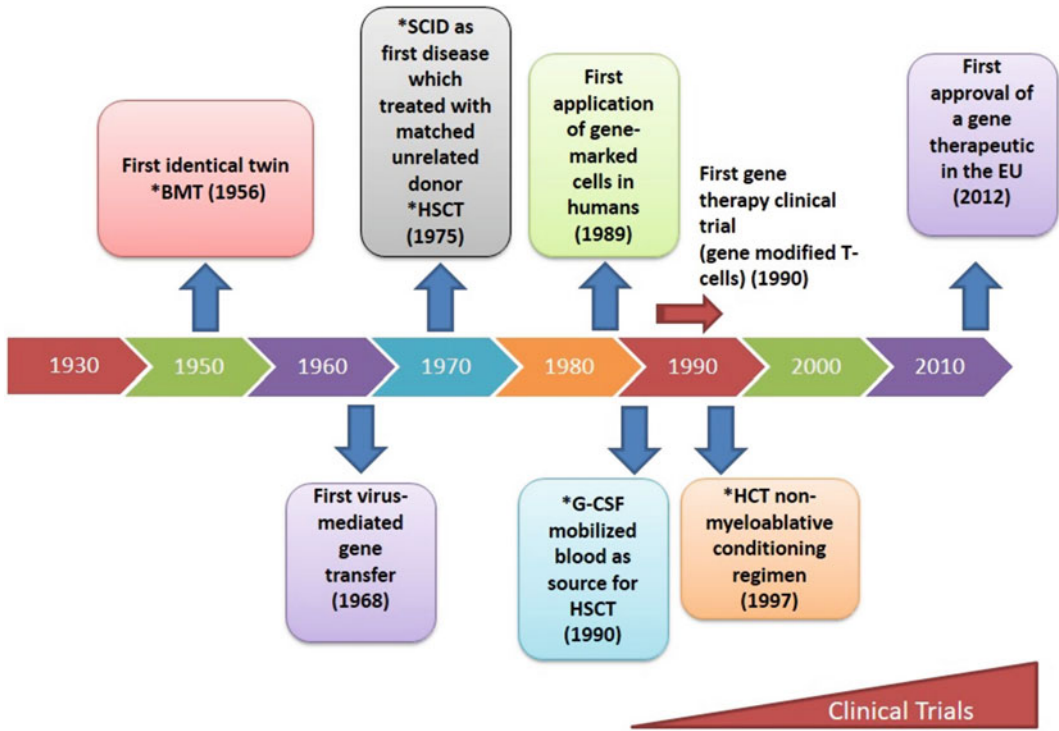 *SCID as
first disease
which
treated with
matched
unrelated
donor
*HSCT
(1975)
First identical twin
*BMT (1956)
First
application
of gene-
marked
cells in
humans
(1989)
First gene
therapy clinical
trial
(gene modified T-
cells) (1990)
First
approval of
a gene
therapeutic
in the EU
(2012)
1930
1950
1960
1970
1980
1990
2000
2010
First virus-
mediated
gene
transfer
(1968)
*G-CSF
mobilized
blood as
source for
HSCT
(1990)
*HCT non-
myeloablative
conditioning
regimen
(1997)
Clinical Trials